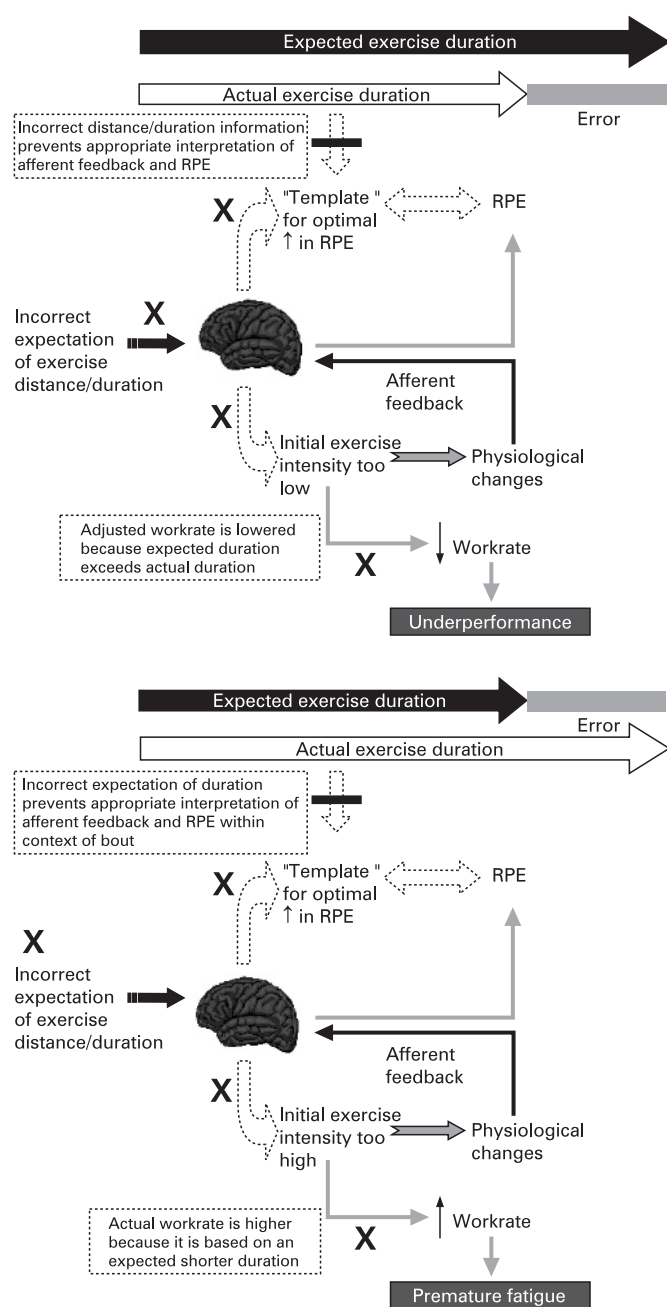 Expected exercise duration
Actual exercise duration
Error
Incorrect distance/duration information
prevents appropriate interpretation of
afferent feedback and RPE
X
"Template "
for optimal
↑ in RPE
RPE
X
Incorrect
expectation
of exercise
distance/duration
Afferent
feedback
X
Initial exercise
intensity too
low
Physiological
changes
Adjusted workrate is lowered
because expected duration
exceeds actual duration
X
↓ Workrate
Underperformance
Expected exercise duration
Error
Actual exercise duration
Incorrect expectation of duration
prevents appropriate interpretation of
afferent feedback and RPE within
context of bout
X
"Template "
for optimal
↑ in RPE
RPE
X
Incorrect
expectation
of exercise
distance/duration
Afferent
feedback
X
Initial exercise
intensity too
high
Physiological
changes
Actual workrate is higher
because it is based on an
expected shorter duration
X
↑ Workrate
Premature fatigue